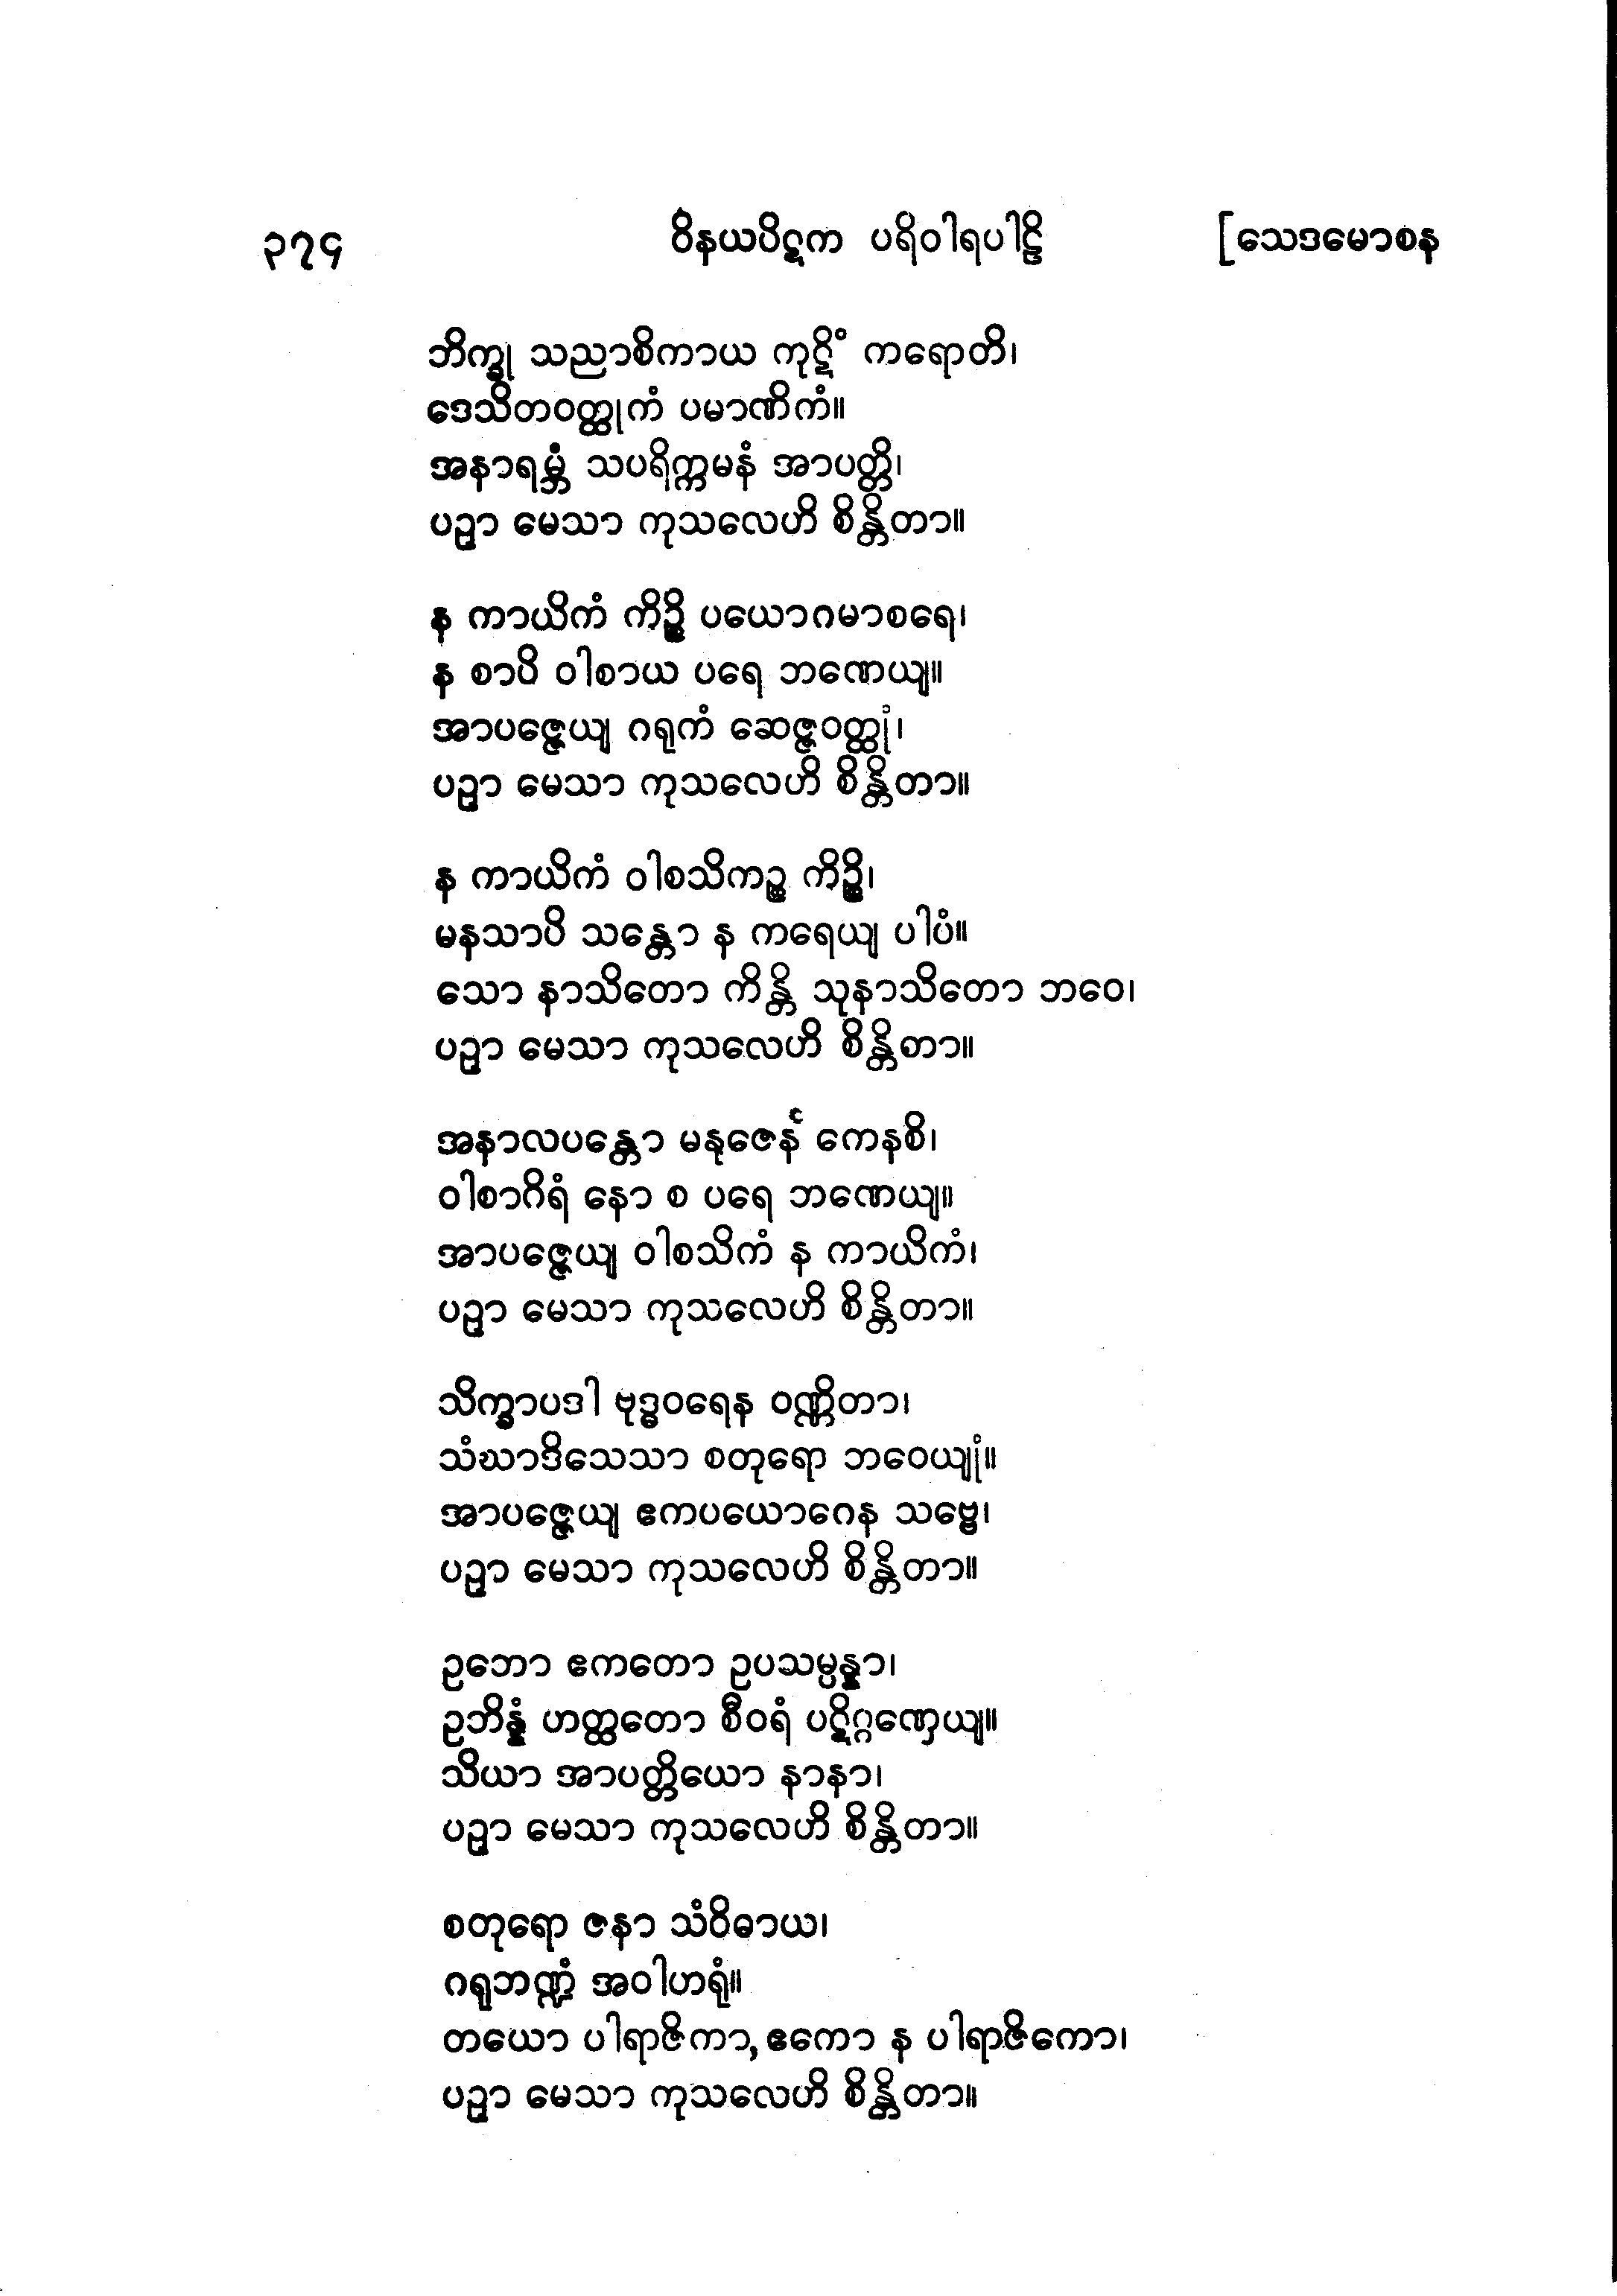 ၃၇၄ ဝိနယပိဋက ပရိဝါရပါဠိ [သေဒမောစန
ဘိက္ခု သညာစိကာယ ကုဋိံ ကရောတိ၊
ဒေသိတဝတ္ထုကံ ပမာဏိကံ။
အနာရမ္ဘံ သပရိက္ကမနံ အာပတ္တိ၊
ပဉှာ မေသာ ကုသလေဟိ စိန္တိတာ။
န ကာယိကံ ကိဉ္စိ ပယောဂမာစရေ၊
န စာပိ ဝါစာယ ပရေ ဘဏေယျ။
အာပဇ္ဇေယျ ဂရုကံ ဆေဇ္ဇဝတ္ထုံ၊
ပဉှာ မေသာ ကုသလေဟိ စိန္တိတာ။
န ကာယိကံ ဝါစသိကဉ္စ ကိဉ္စိ၊
မနသာပိ သန္တော န ကရေယျ ပါပံ။
သော နာသိတော ကိန္တိ သုနာသိတော ဘဝေ၊
ပဉှာ မေသာ ကုသလေဟိ စိန္တိတာ။
အနာလပန္တော မနုဇေန ကေနစိ၊
ဝါစာဂိရံ နော စ ပရေ ဘဏေယျ။
အာပဇ္ဇေယျ ဝါစသိကံ န ကာယိကံ၊
ပဉှာ မေသာ ကုသလေဟိ စိန္တိတာ။
သိက္ခာပဒါ ဗုဒ္ဓဝရေန ဝဏ္ဏိတာ၊
သံဃာဒိသေသာ စတုရော ဘဝေယျုံ။
အာပဇ္ဇေယျ ဧကပယောဂေန သဗ္ဗေ၊
ပဉှာ မေသာ ကုသလေဟိ စိန္တိတာ။
ဥဘော ဧကတော ဥပသမ္ပန္နာ၊
ဥဘိန္နံ ဟတ္ထတော စီဝရံ ပဋိဂ္ဂဏှေယျ။
သိယာ အာပတ္တိယော နာနာ၊
ပဉှာ မေသာ ကုသလေဟိ စိန္တိတာ။
စတုရော ဇနာ သံဝိဓာယ၊
ဂရုဘဏ္ဍံ အဝါဟရုံ။
တယော ပါရာဇိကာ, ဧကော န ပါရာဇိကော၊
ပဉှာ မေသာ ကုသလေဟိ စိန္တိတာ။